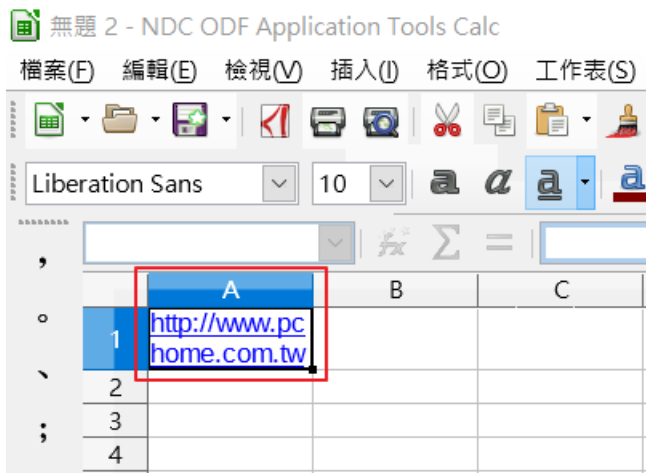 無題 2 - NDC ODF Application Tools Calc
檔案(F) 編輯(E) 檢視(V) 插入(I) 格式(O) 工作表(S)
Liberation Sans 10 a a a a
fx Σ =
A B C
1 http://www.pc
home.com.tw
2
3
4
，
。
、
；